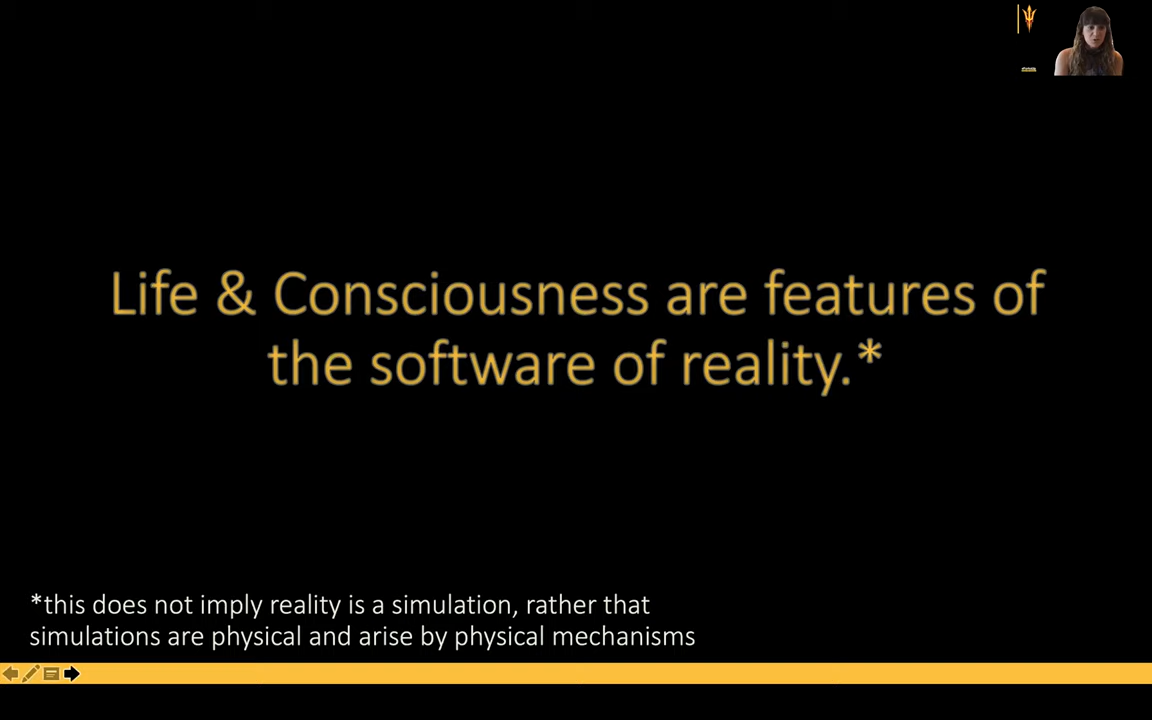 Life & Consciousness are features of
the software of reality.*
*this does not imply reality is a simulation, rather that
simulations are physical and arise by physical mechanisms